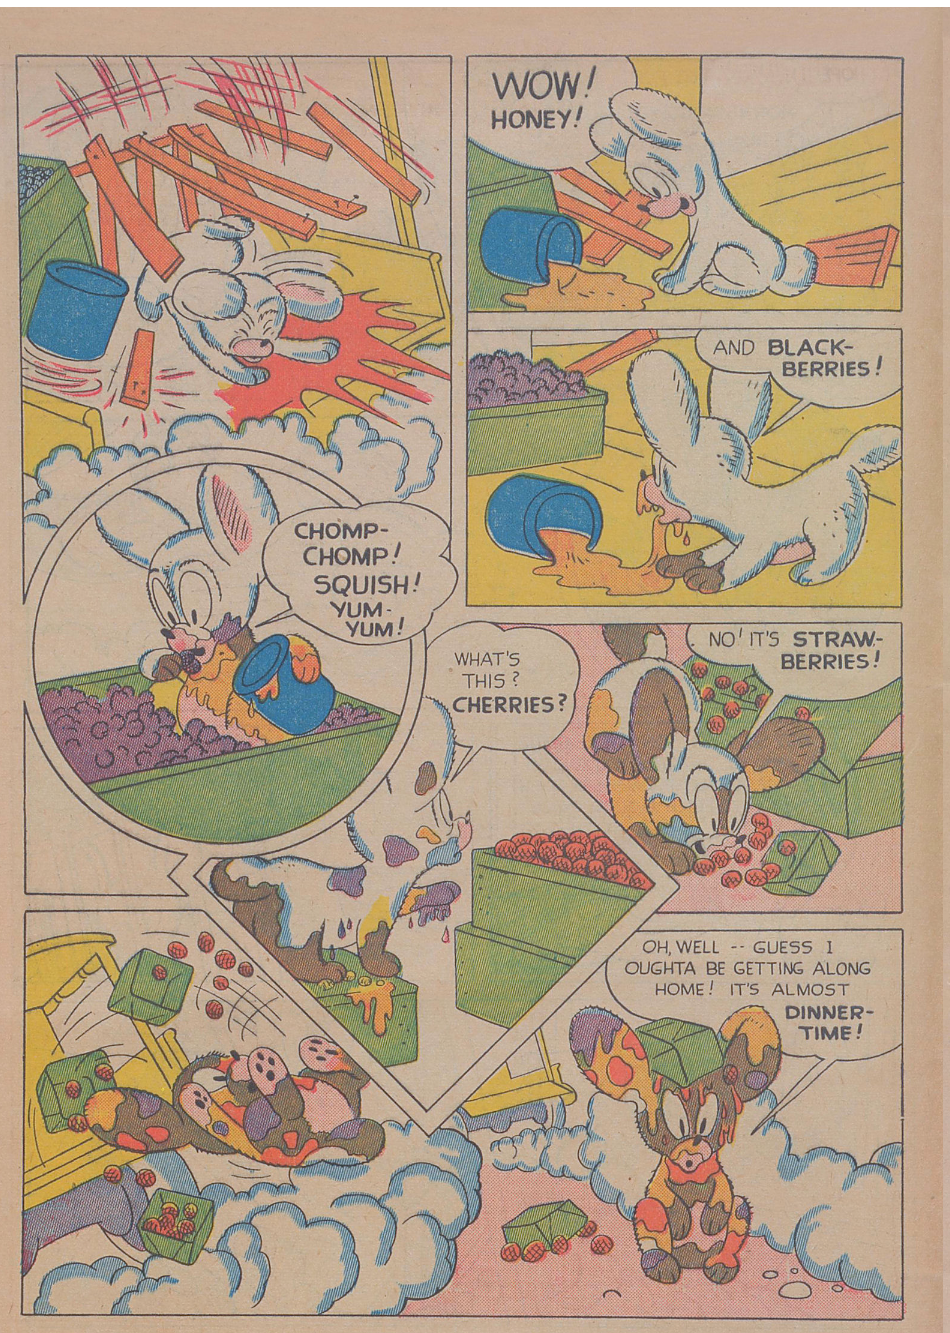 WOW!
HONEY!
AND BLACK-
BERRIES!
CHOMP-
CHOMP!
SQUISH!
YUM-
YUM!
WHAT'S
THIS?
CHERRIES?
NO! IT'S STRAW-
BERRIES!
OH, WELL -- GUESS I
OUGHTA BE GETTING ALONG
HOME! IT'S ALMOST
DINNER-
TIME!